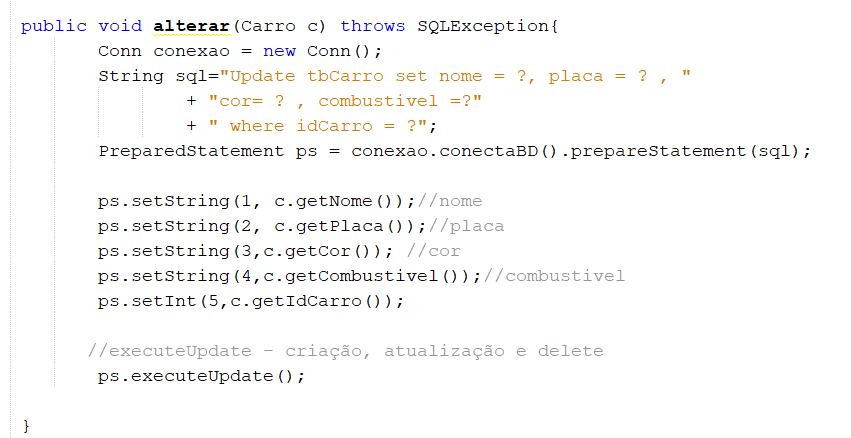 public void alterar(Carro c) throws SQLException{
Conn conexao = new Conn();
String sql="Update tbCarro set nome = ?, placa = ? , "
+ "cor= ? , combustivel =?"
+ " where idCarro = ?";
PreparedStatement ps = conexao.conectaBD().prepareStatement(sql);
ps.setString(1, c.getNome());//nome
ps.setString(2, c.getPlaca());//placa
ps.setString(3,c.getCor()); //cor
ps.setString(4,c.getCombustivel());//combustivel
ps.setInt(5,c.getIdCarro());
//executeUpdate - criação, atualização e delete
ps.executeUpdate();
}